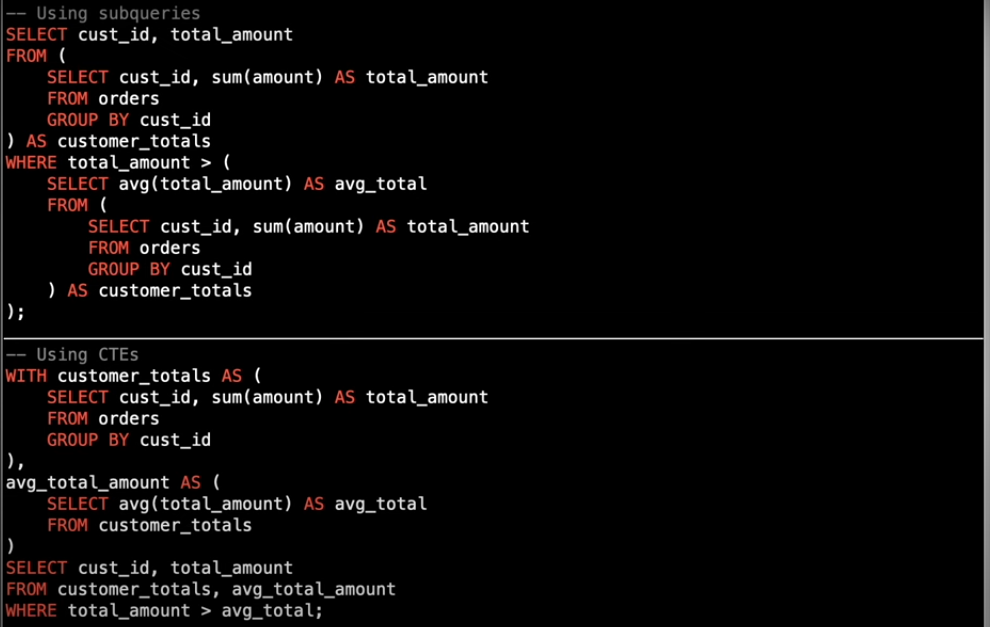 -- Using subqueries
SELECT cust_id, total_amount
FROM (
    SELECT cust_id, sum(amount) AS total_amount
    FROM orders
    GROUP BY cust_id
) AS customer_totals
WHERE total_amount > (
    SELECT avg(total_amount) AS avg_total
    FROM (
        SELECT cust_id, sum(amount) AS total_amount
        FROM orders
        GROUP BY cust_id
    ) AS customer_totals
);
-- Using CTEs
WITH customer_totals AS (
    SELECT cust_id, sum(amount) AS total_amount
    FROM orders
    GROUP BY cust_id
),
avg_total_amount AS (
    SELECT avg(total_amount) AS avg_total
    FROM customer_totals
)
SELECT cust_id, total_amount
FROM customer_totals, avg_total_amount
WHERE total_amount > avg_total;